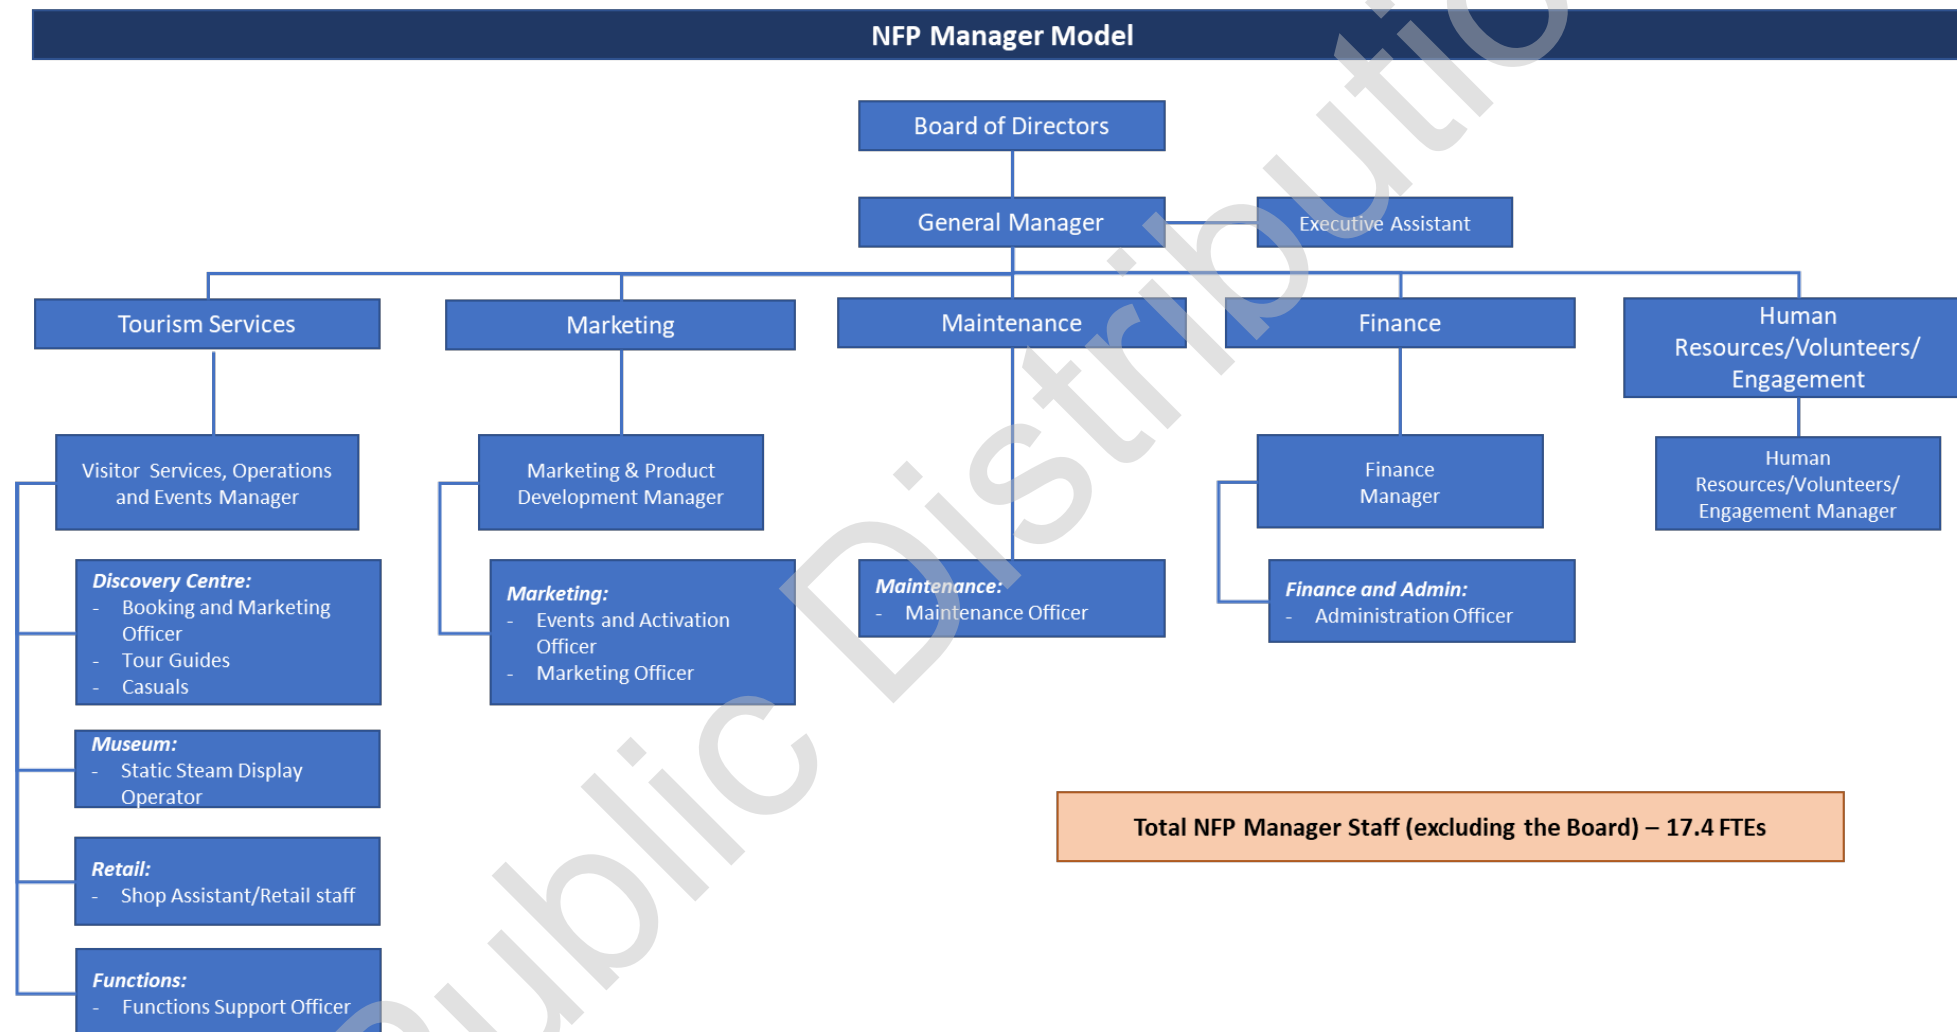 NFP Manager Model
Board of Directors
General Manager
Executive Assistant
Tourism Services
Marketing
Maintenance
Finance
Human
Resources/Volunteers/
Engagement
Visitor Services, Operations
and Events Manager
Marketing & Product
Development Manager
Finance
Manager
Human
Resources/Volunteers/
Engagement Manager
Discovery Centre:
- Booking and Marketing
Officer
- Tour Guides
- Casuals
Marketing:
- Events and Activation
Officer
- Marketing Officer
Maintenance:
- Maintenance Officer
Finance and Admin:
- Administration Officer
Museum:
- Static Steam Display
Operator
Retail:
- Shop Assistant/Retail staff
Functions:
- Functions Support Officer
Total NFP Manager Staff (excluding the Board) – 17.4 FTEs
Public Distributio